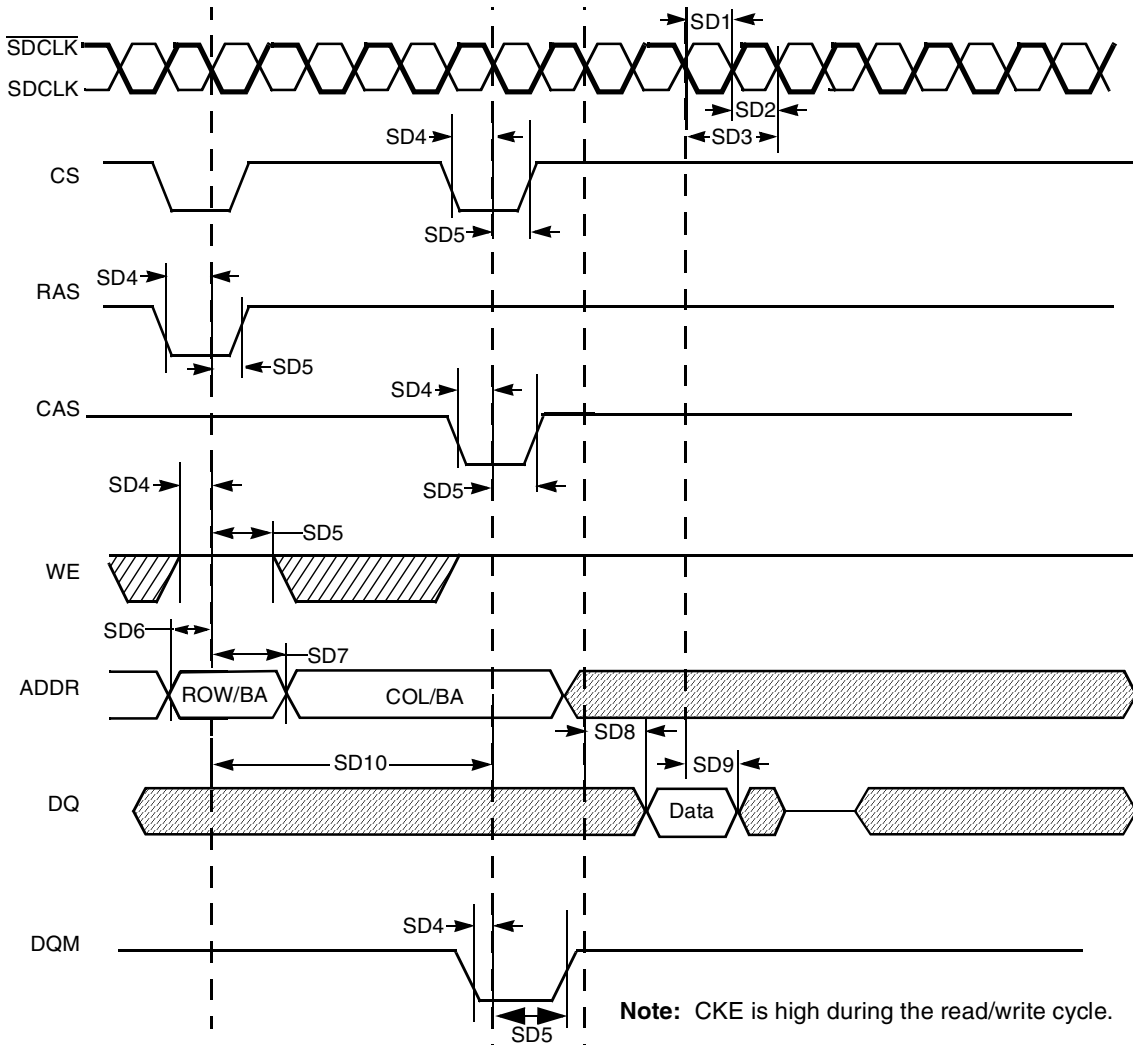 SD1
SDCLK
SDCLK
SD2
SD4
SD3
CS
SD5
SD4
RAS
SD5
SD4
CAS
SD4
SD5
SD5
WE
SD6
SD7
ADDR
ROW/BA
COL/BA
SD8
SD10
SD9
DQ
Data
SD4
DQM
Note: CKE is high during the read/write cycle.
SD5